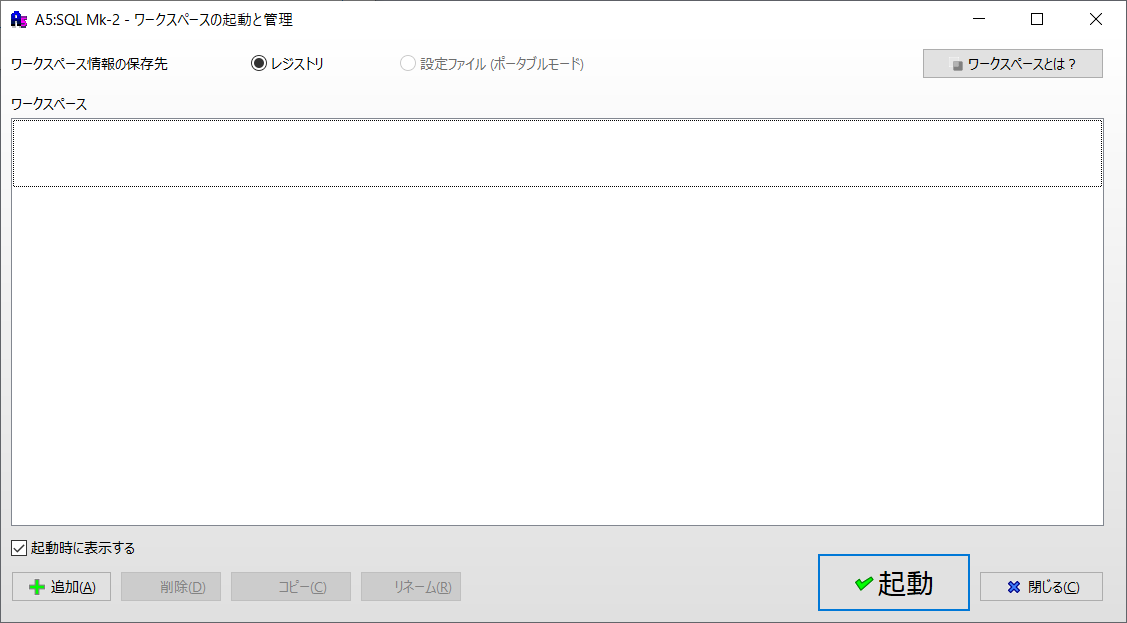 A5:SQL Mk-2 - ワークスペースの起動と管理
ワークスペース情報の保存先 レジストリ 設定ファイル (ポータブルモード) ワークスペースとは？
ワークスペース
起動時に表示する
追加(A) 削除(D) コピー(C) リネーム(R) 起動 閉じる(C)